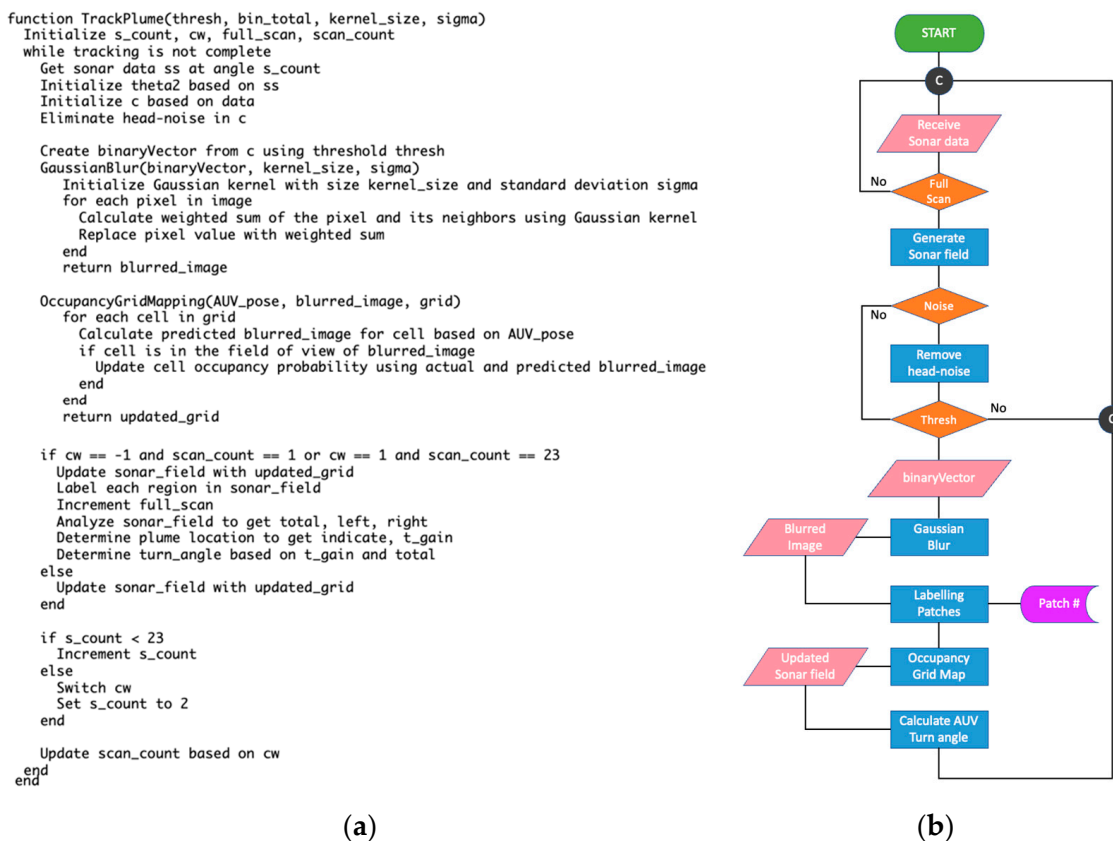 function TrackPlume(thresh, bin_total, kernel_size, sigma)
Initialize s_count, cw, full_scan, scan_count
while tracking is not complete
Get sonar data ss at angle s_count
Initialize theta2 based on ss
Initialize c based on data
Eliminate head-noise in c
Create binaryVector from c using threshold thresh
GaussianBlur(binaryVector, kernel_size, sigma)
Initialize Gaussian kernel with size kernel_size and standard deviation sigma
for each pixel in image
Calculate weighted sum of the pixel and its neighbors using Gaussian kernel
Replace pixel value with weighted sum
end
return blurred_image
OccupancyGridMapping(AUV_pose, blurred_image, grid)
for each cell in grid
Calculate predicted blurred_image for cell based on AUV_pose
if cell is in the field of view of blurred_image
Update cell occupancy probability using actual and predicted blurred_image
end
end
return updated_grid
if cw == -1 and scan_count == 1 or cw == 1 and scan_count == 23
Update sonar_field with updated_grid
Label each region in sonar_field
Increment full_scan
Analyze sonar_field to get total, left, right
Determine plume location to get indicate, t_gain
Determine turn_angle based on t_gain and total
else
Update sonar_field with updated_grid
end
if s_count < 23
Increment s_count
else
Switch cw
Set s_count to 2
end
Update scan_count based on cw
end
end
(a)
START
C
Receive
Sonar data
No
Full
Scan
Generate
Sonar field
Noise
No
Remove
head-noise
Thresh
No
C
binaryVector
Blurred
Image
Gaussian
Blur
Labelling
Patches
Patch #
Updated
Sonar field
Occupancy
Grid Map
Calculate AUV
Turn angle
(b)